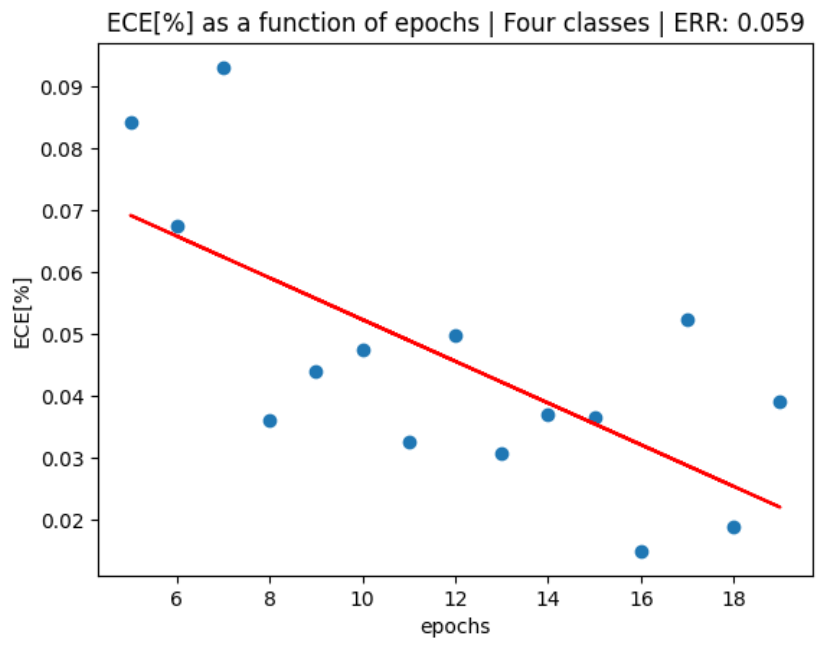 ECE[%] as a function of epochs | Four classes | ERR: 0.059
0.09
0.08
0.07
0.06
0.05
0.04
0.03
0.02
ECE[%]
6 8 10 12 14 16 18
epochs